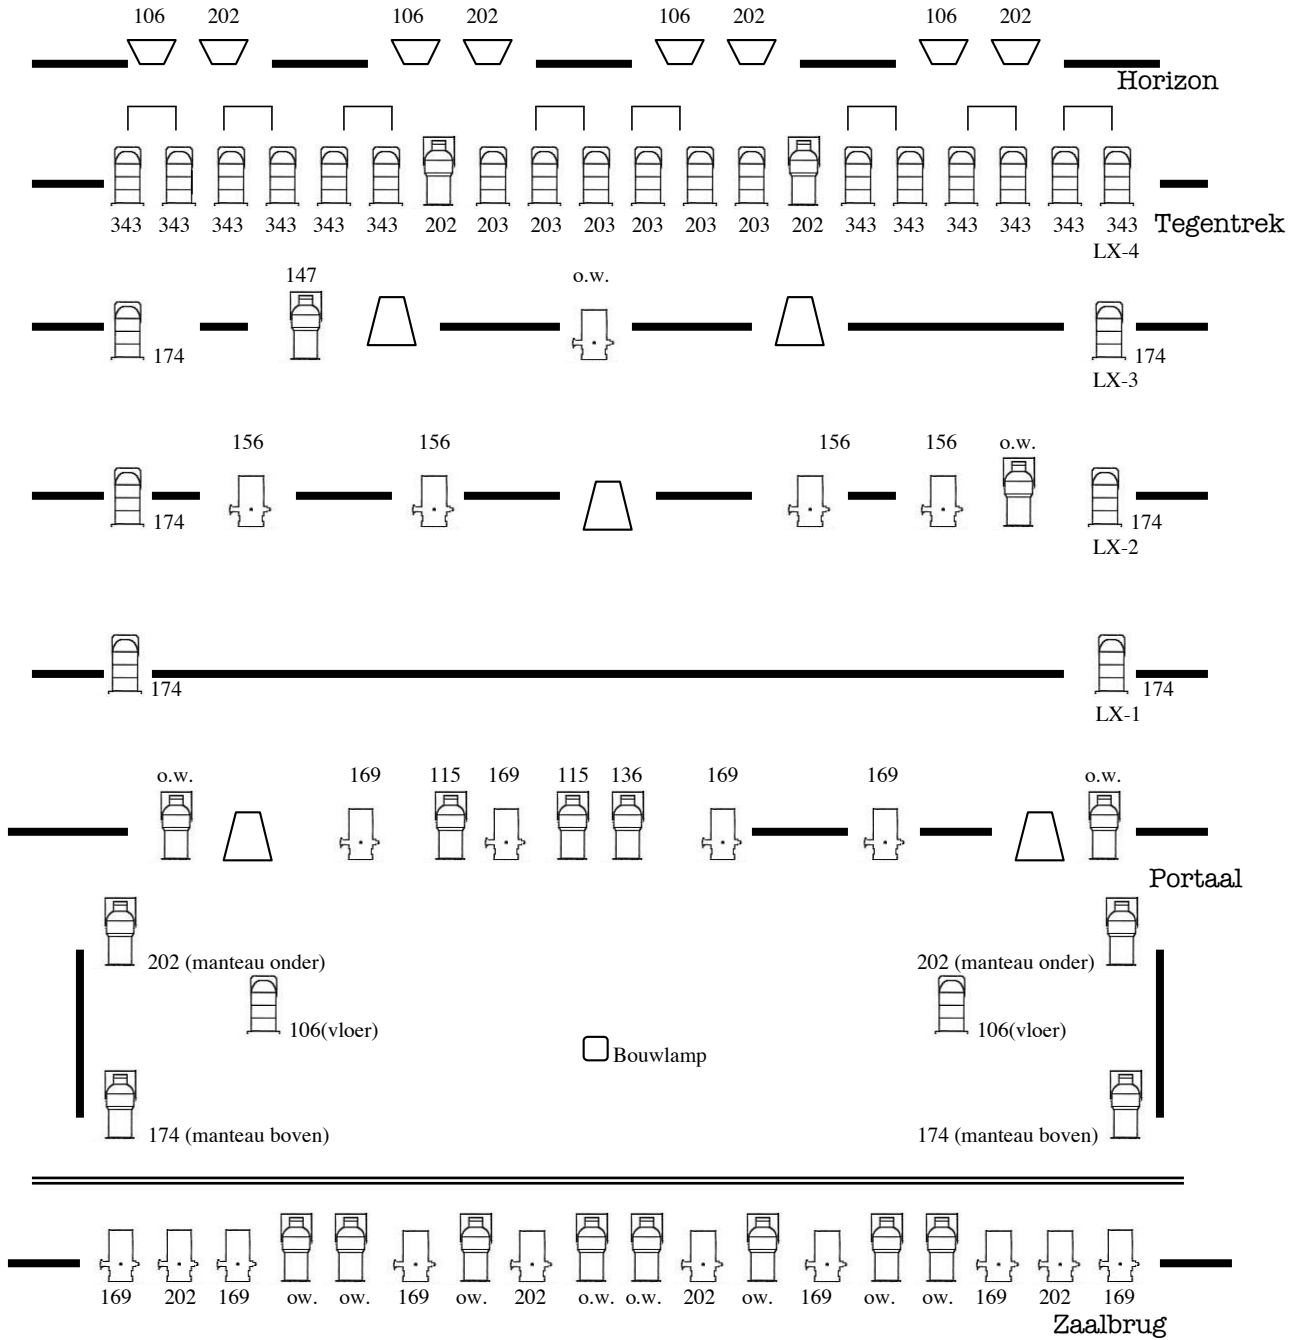 106 202 106 202 106 202 106 202
Horizon
343 343 343 343 343 343 202 203 203 203 203 203 203 202 343 343 343 343 343 343
Tegentrek
LX-4
147 o.w.
174 174
LX-3
156 156 156 156 o.w.
174 174
LX-2
174 174
LX-1
o.w. 169 115 169 115 136 169 169 o.w.
Portaal
202 (manteau onder) 202 (manteau onder)
106(vloer) 106(vloer)
Bouwlamp
174 (manteau boven) 174 (manteau boven)
169 202 169 ow. ow. 169 ow. 202 o.w. o.w. 202 ow. 169 ow. ow. 169 202 169
Zaalbrug